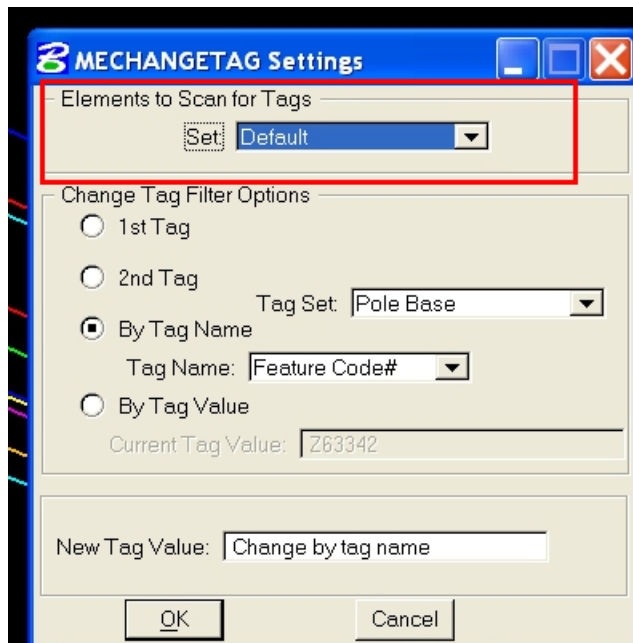 MECHANGETAG Settings
Elements to Scan for Tags
Set: Default
Change Tag Filter Options
1st Tag
2nd Tag
Tag Set: Pole Base
By Tag Name
Tag Name: Feature Code#
By Tag Value
Current Tag Value: Z63342
New Tag Value: Change by tag name
OK Cancel